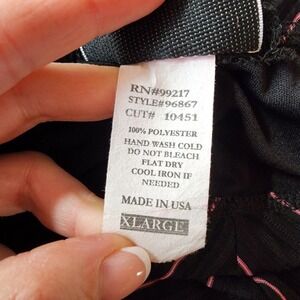 RN#99217
STYLE#96867
CUT# 10451
100% POLYESTER
HAND WASH COLD
DO NOT BLEACH
FLAT DRY
COOL IRON IF
NEEDED
MADE IN USA
XLARGE